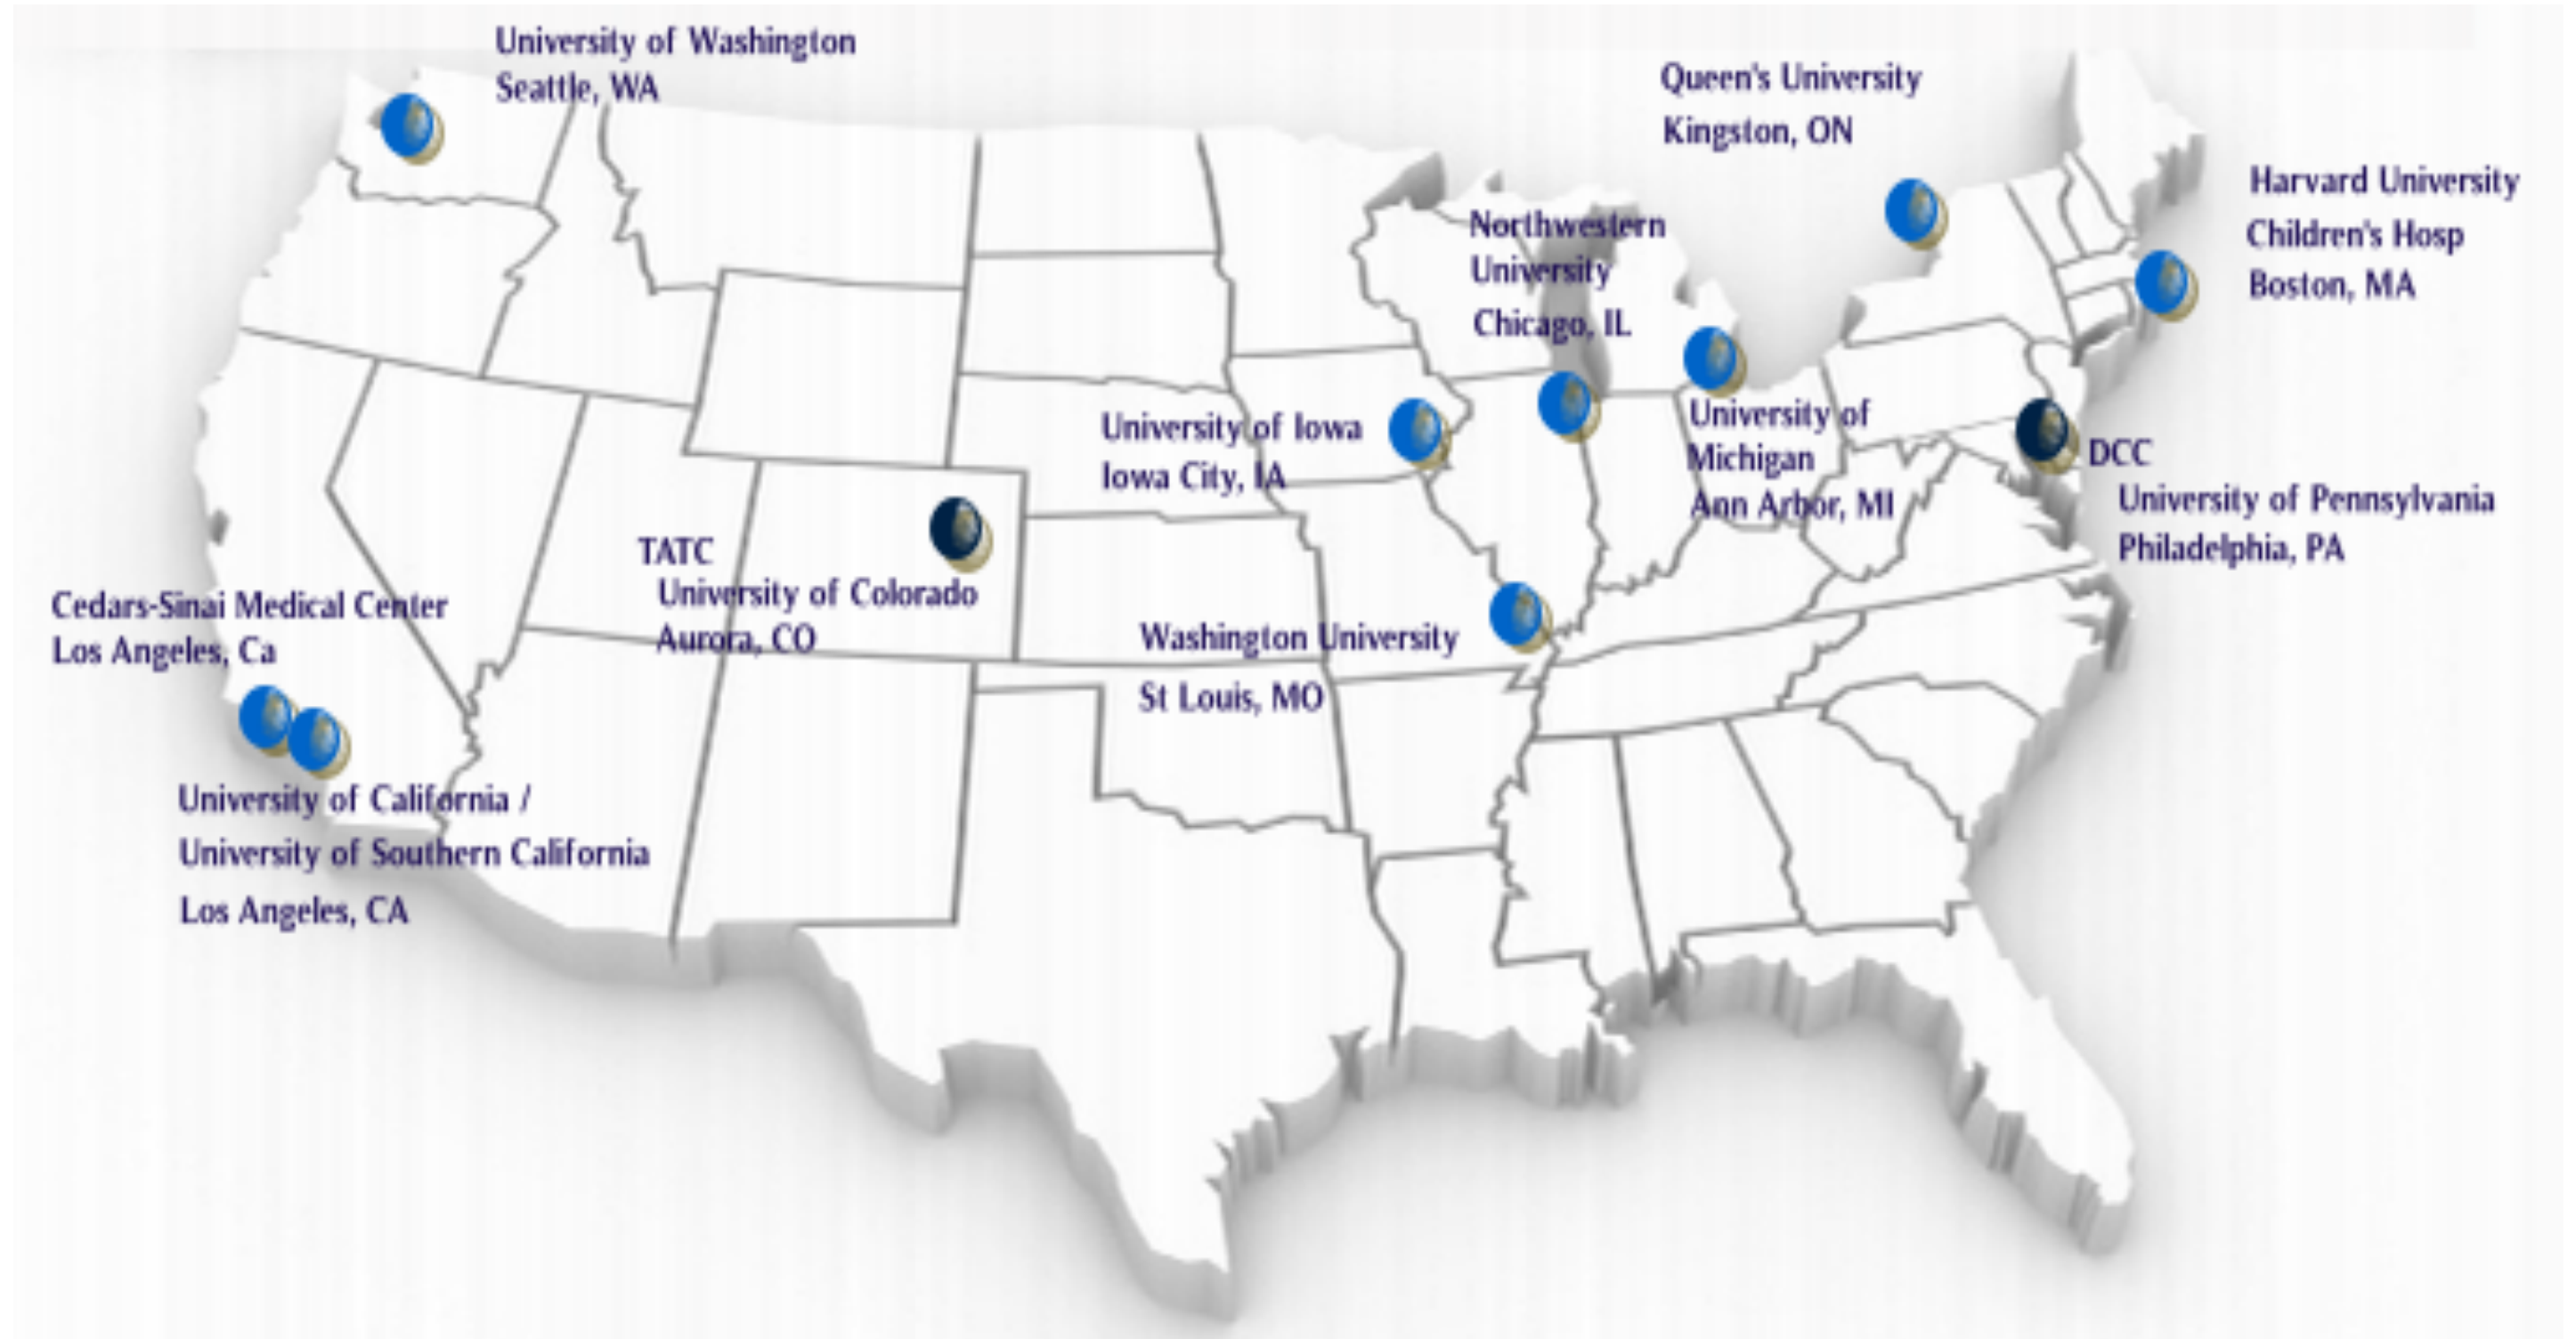 University of Washington
Seattle, WA
Queen's University
Kingston, ON
Harvard University
Children's Hosp
Boston, MA
Northwestern
University
Chicago, IL
University of Iowa
Iowa City, IA
University of
Michigan
Ann Arbor, MI
DCC
University of Pennsylvania
Philadelphia, PA
TATC
University of Colorado
Aurora, CO
Cedars-Sinai Medical Center
Los Angeles, Ca
Washington University
St Louis, MO
University of California /
University of Southern California
Los Angeles, CA